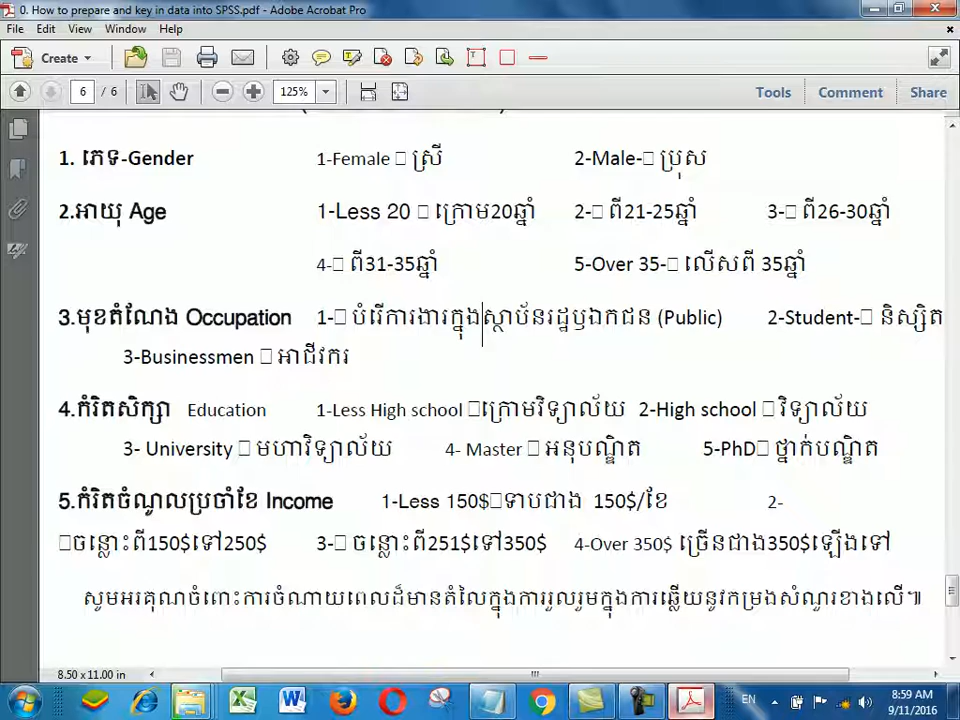 0. How to prepare and key in data into SPSS.pdf - Adobe Acrobat Pro
File Edit View Window Help
Create
6 / 6 125% Tools Comment Share
1. ភេទ-Gender 1-Female □ ស្រី 2-Male-□ ប្រុស
2.អាយុ Age 1-Less 20 □ ក្រោម20ឆ្នាំ 2-□ ពី21-25ឆ្នាំ 3-□ ពី26-30ឆ្នាំ
4-□ ពី31-35ឆ្នាំ 5-Over 35-□ លើសពី 35ឆ្នាំ
3.មុខតំណែង Occupation 1-□ បំរើការងារក្នុងស្ថាប័នរដ្ឋឫឯកជន (Public) 2-Student-□ និស្សិត
3-Businessmen □ អាជីវករ
4.កំរិតសិក្សា Education 1-Less High school □ក្រោមវិទ្យាល័យ 2-High school □វិទ្យាល័យ
3- University □មហាវិទ្យាល័យ 4- Master □អនុបណ្ឌិត 5-PhD□ ថ្នាក់បណ្ឌិត
5.កំរិតចំណូលប្រចាំខែ Income 1-Less 150$□ទាបជាង 150$/ខែ 2-
□ចន្លោះពី150$ទៅ250$ 3-□ ចន្លោះពី251$ទៅ350$ 4-Over 350$ ច្រើនជាង350$ឡើងទៅ
សូមអរគុណចំពោះការចំណាយពេលដ៏មានតំលៃក្នុងការរួលរួមក្នុងការឆ្លើយនូវកម្រងសំណួរខាងលើ៕
8.50 x 11.00 in
EN 8:59 AM
9/11/2016